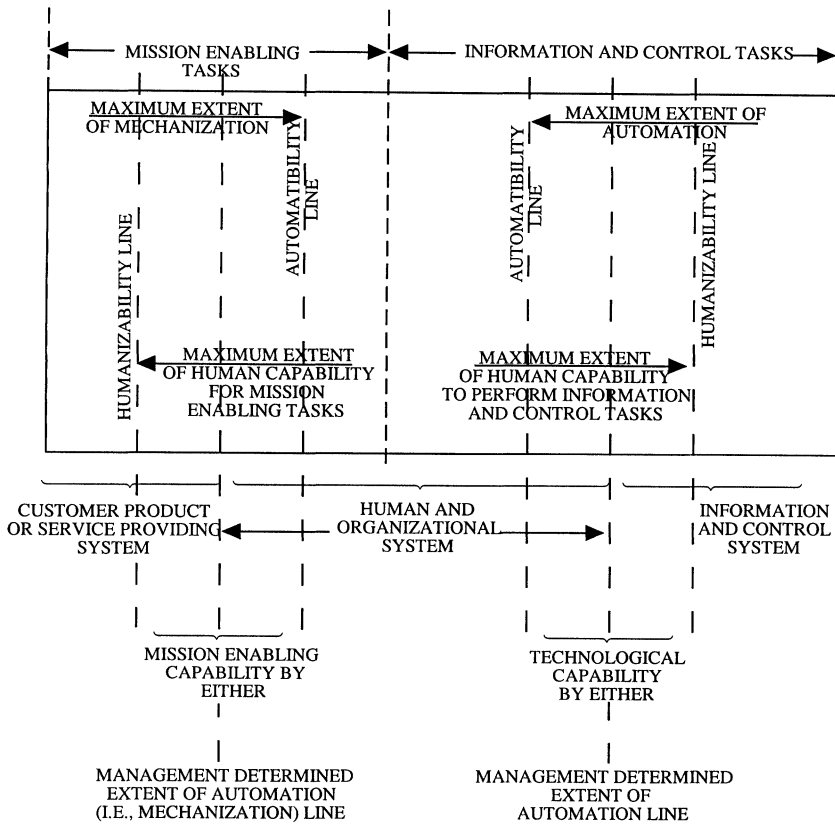 MISSION ENABLING
TASKS
INFORMATION AND CONTROL TASKS
MAXIMUM EXTENT
OF MECHANIZATION
MAXIMUM EXTENT OF
AUTOMATION
HUMANIZABILITY LINE
AUTOMATIBILITY
LINE
AUTOMATIBILITY
LINE
HUMANIZABILITY LINE
MAXIMUM EXTENT
OF HUMAN CAPABILITY
FOR MISSION
ENABLING TASKS
MAXIMUM EXTENT
OF HUMAN CAPABILITY
TO PERFORM INFORMATION
AND CONTROL TASKS
CUSTOMER PRODUCT
OR SERVICE PROVIDING
SYSTEM
HUMAN AND
ORGANIZATIONAL
SYSTEM
INFORMATION
AND CONTROL
SYSTEM
MISSION ENABLING
CAPABILITY BY
EITHER
TECHNOLOGICAL
CAPABILITY
BY EITHER
MANAGEMENT DETERMINED
EXTENT OF AUTOMATION
(I.E., MECHANIZATION) LINE
MANAGEMENT DETERMINED
EXTENT OF
AUTOMATION LINE